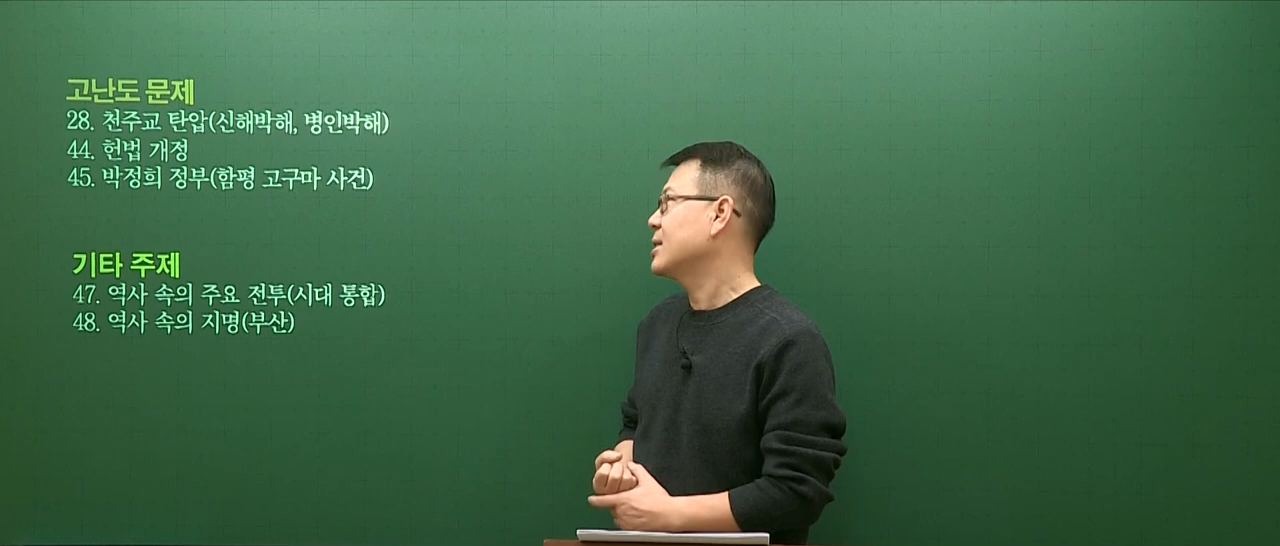 고난도 문제
28. 천주교 탄압(신해박해, 병인박해)
44. 헌법 개정
45. 박정희 정부(함평 고구마 사건)
기타 주제
47. 역사 속의 주요 전투(시대 통합)
48. 역사 속의 지명(부산)